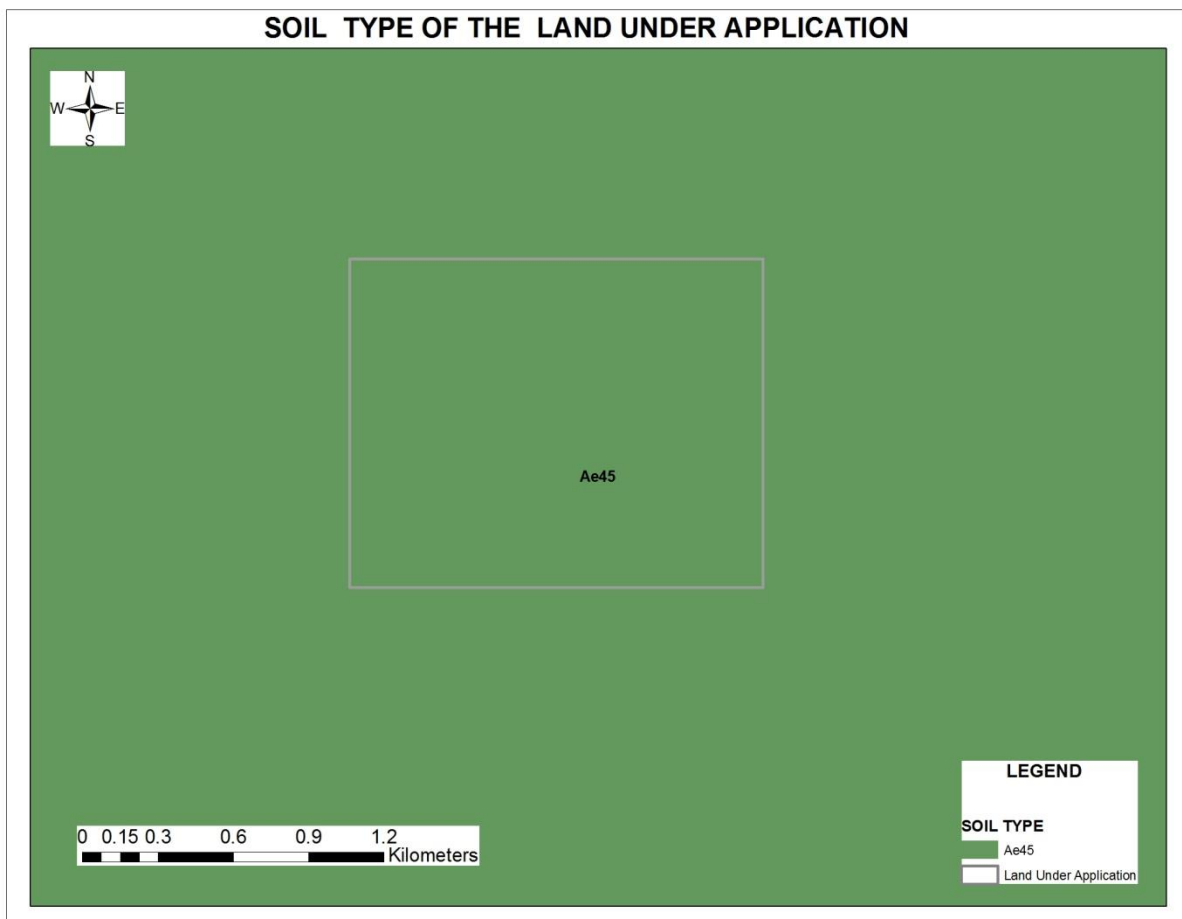 SOIL TYPE OF THE LAND UNDER APPLICATION
N
W E
S
Ae45
0 0.15 0.3 0.6 0.9 1.2
Kilometers
LEGEND
SOIL TYPE
Ae45
Land Under Application